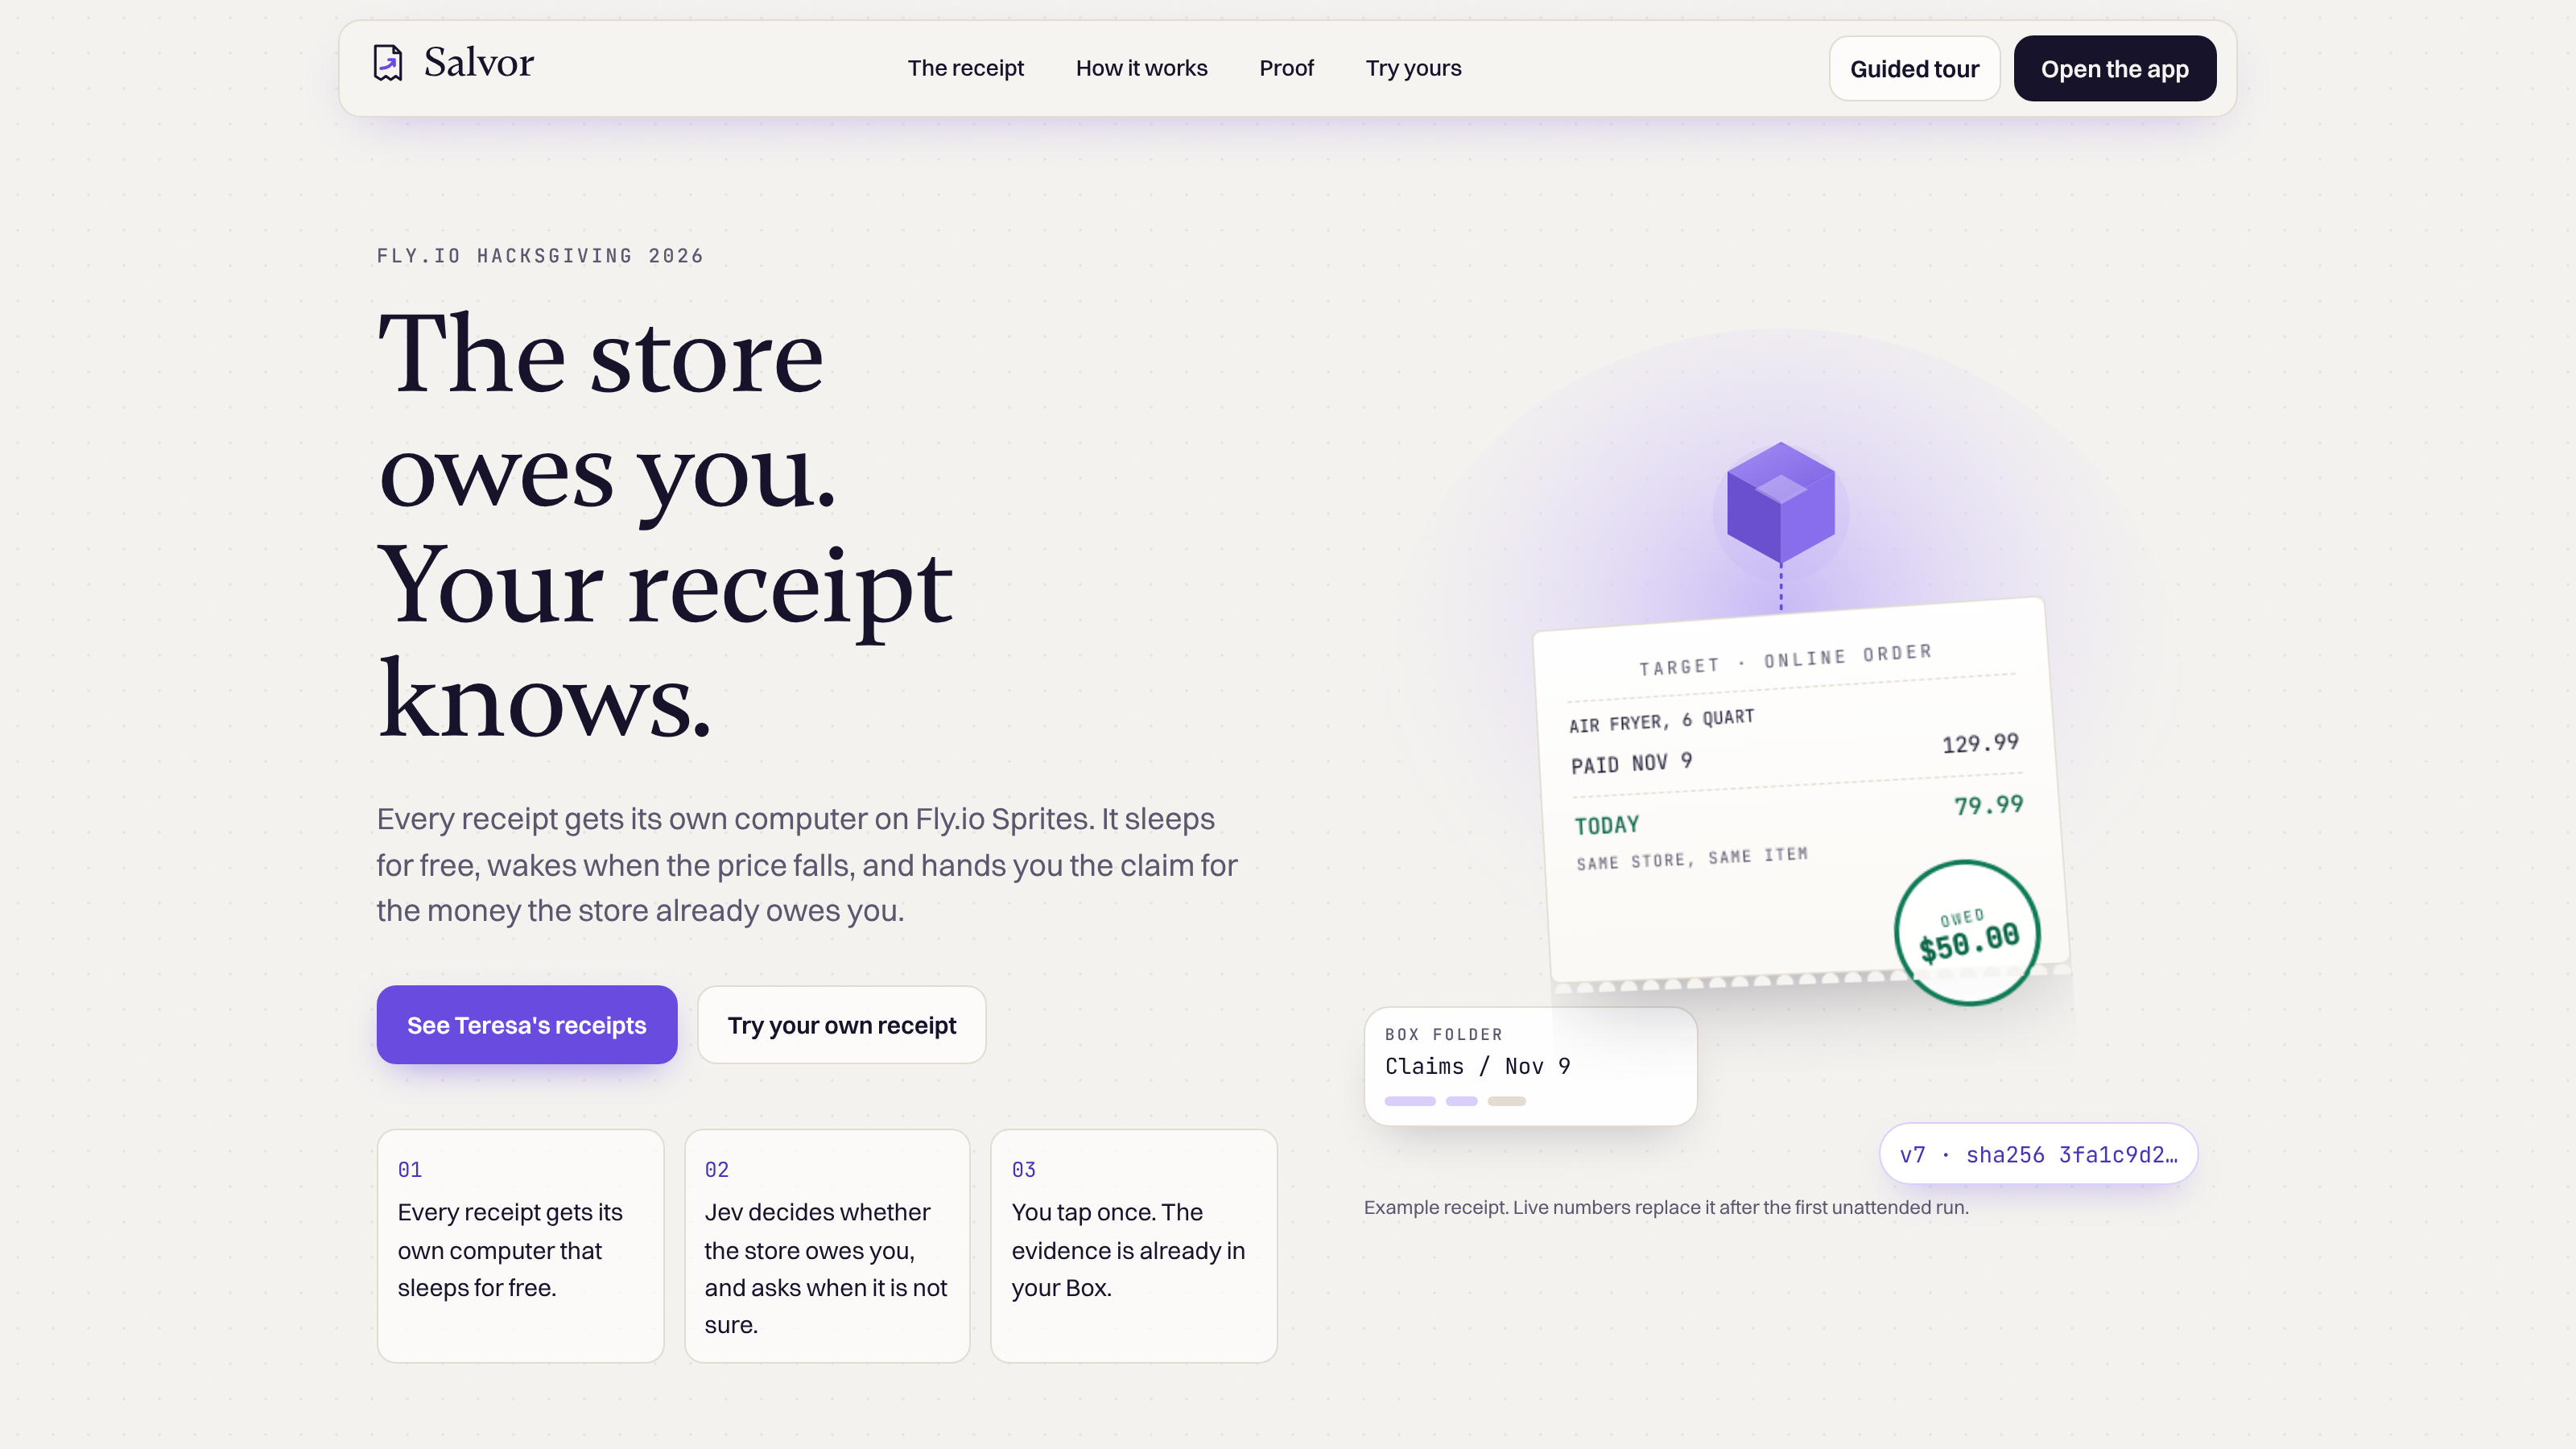 Salvor
The receipt
How it works
Proof
Try yours
Guided tour
Open the app
FLY.IO HACKSGIVING 2026
The store
owes you.
Your receipt
knows.
Every receipt gets its own computer on Fly.io Sprites. It sleeps
for free, wakes when the price falls, and hands you the claim for
the money the store already owes you.
See Teresa's receipts
Try your own receipt
01
Every receipt gets its
own computer that
sleeps for free.
02
Jev decides whether
the store owes you,
and asks when it is not
sure.
03
You tap once. The
evidence is already in
your Box.
TARGET · ONLINE ORDER
AIR FRYER, 6 QUART
PAID NOV 9 129.99
TODAY 79.99
SAME STORE, SAME ITEM
OWED
$50.00
BOX FOLDER
Claims / Nov 9
v7 · sha256 3fa1c9d2…
Example receipt. Live numbers replace it after the first unattended run.